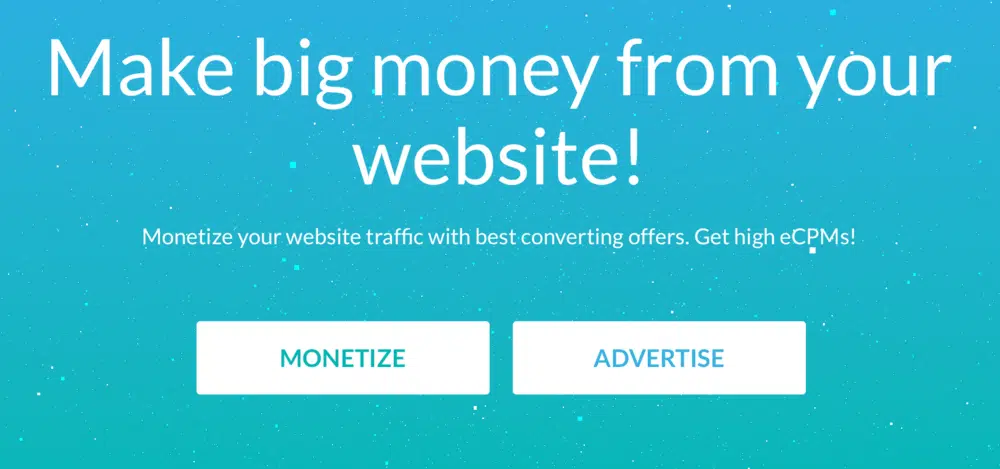 Make big money from your
website!
Monetize your website traffic with best converting offers. Get high eCPMs!
MONETIZE
ADVERTISE